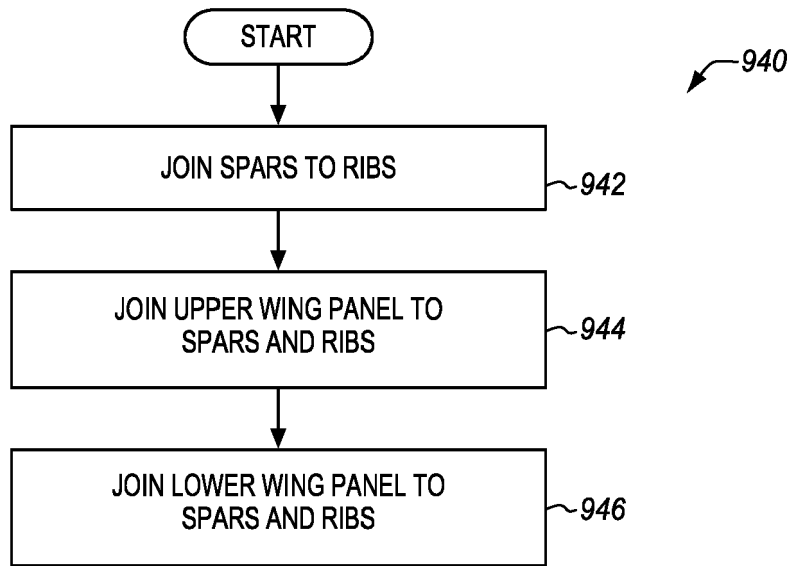 START
940
JOIN SPARS TO RIBS
942
JOIN UPPER WING PANEL TO
SPARS AND RIBS
944
JOIN LOWER WING PANEL TO
SPARS AND RIBS
946